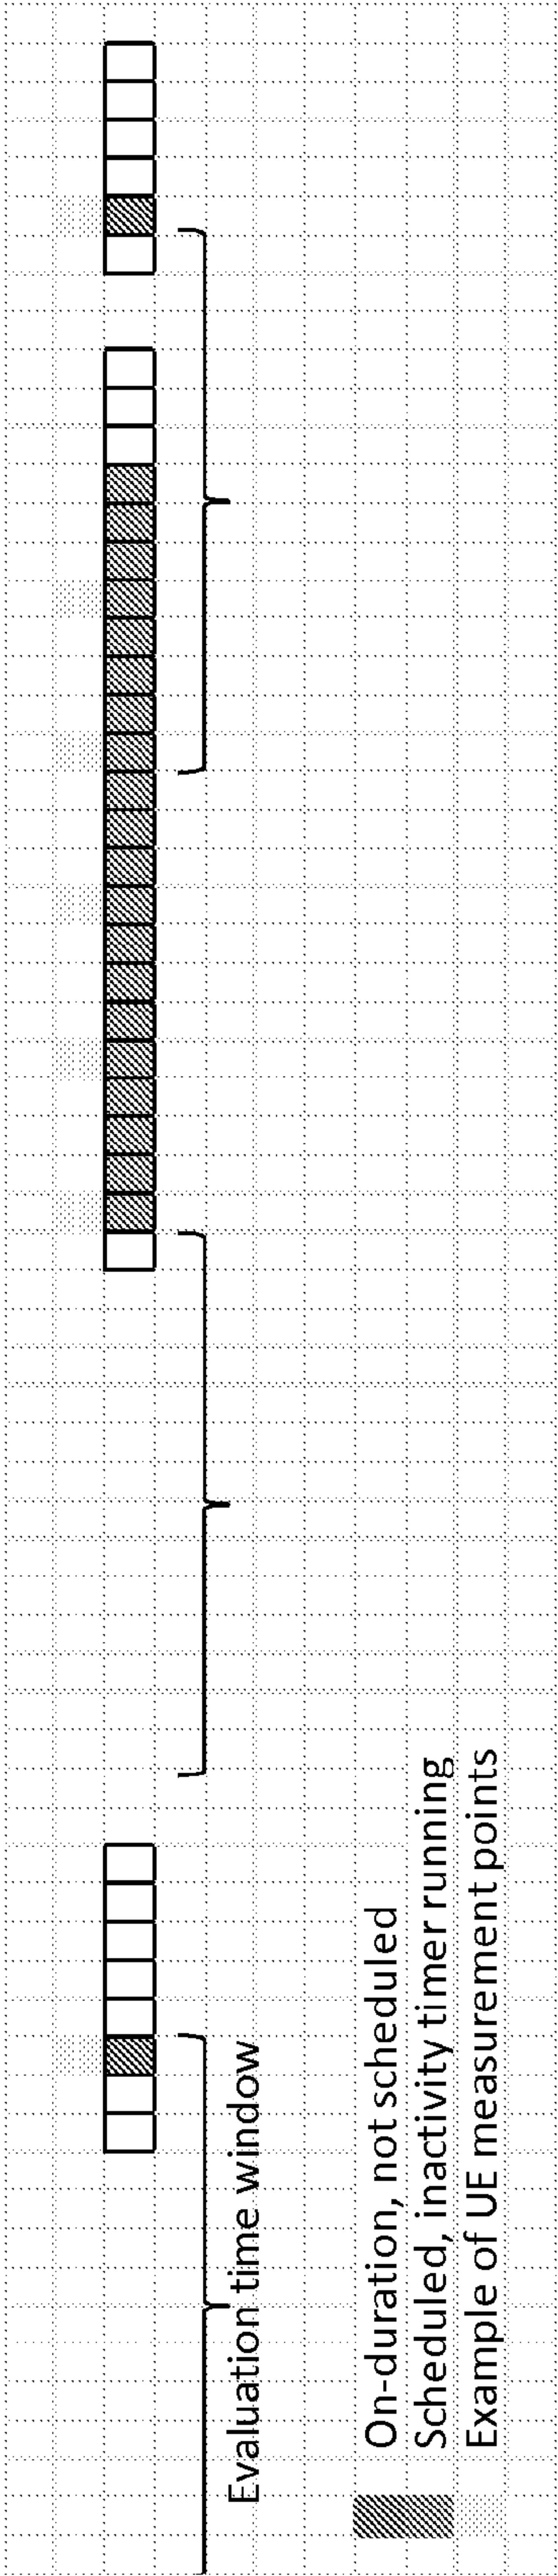 Evaluation time window
On-duration, not scheduled
Scheduled, inactivity timer running
Example of UE measurement points